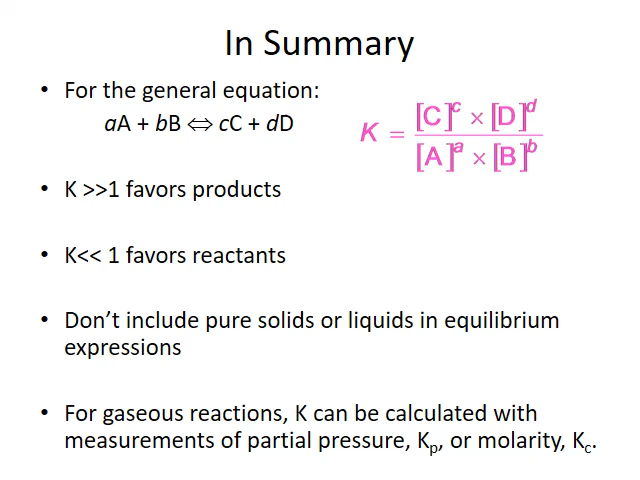 In Summary
• For the general equation:
aA + bB ⇔ cC + dD
K = [C]^c × [D]^d / [A]^a × [B]^b
• K >>1 favors products
• K<< 1 favors reactants
• Don’t include pure solids or liquids in equilibrium
expressions
• For gaseous reactions, K can be calculated with
measurements of partial pressure, Kp, or molarity, Kc.